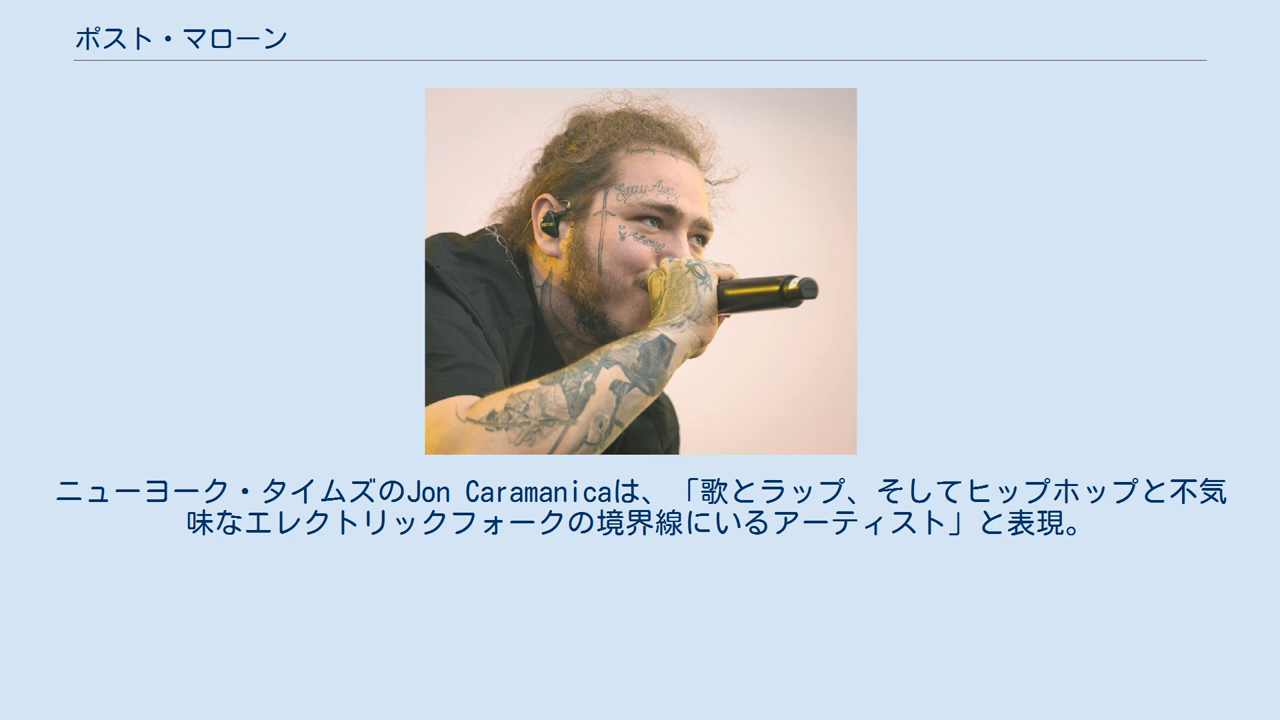 ポスト・マローン
Stay Away
Always
ニューヨーク・タイムズのJon Caramanicaは、「歌とラップ、そしてヒップホップと不気
味なエレクトリックフォークの境界線にいるアーティスト」と表現。